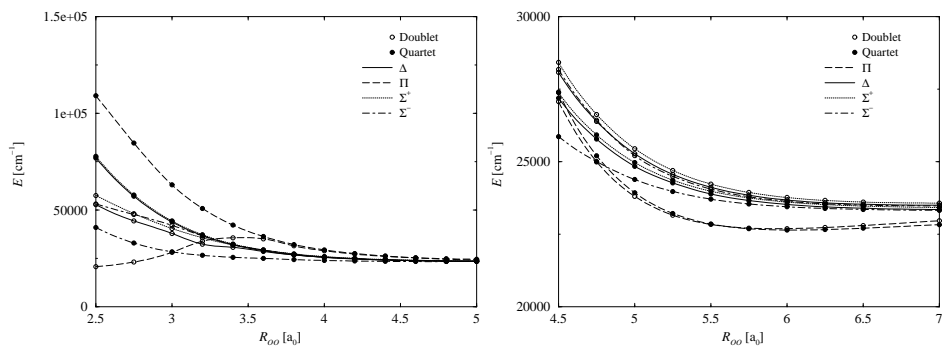 1.5e+05
1e+05
50000
0
E [cm⁻¹]
2.5 3 3.5 4 4.5 5
R_OO [a₀]
Doublet
Quartet
Δ
Π
Σ⁺
Σ⁻
30000
25000
20000
E [cm⁻¹]
4.5 5 5.5 6 6.5 7
R_OO [a₀]
Doublet
Quartet
Π
Δ
Σ⁺
Σ⁻